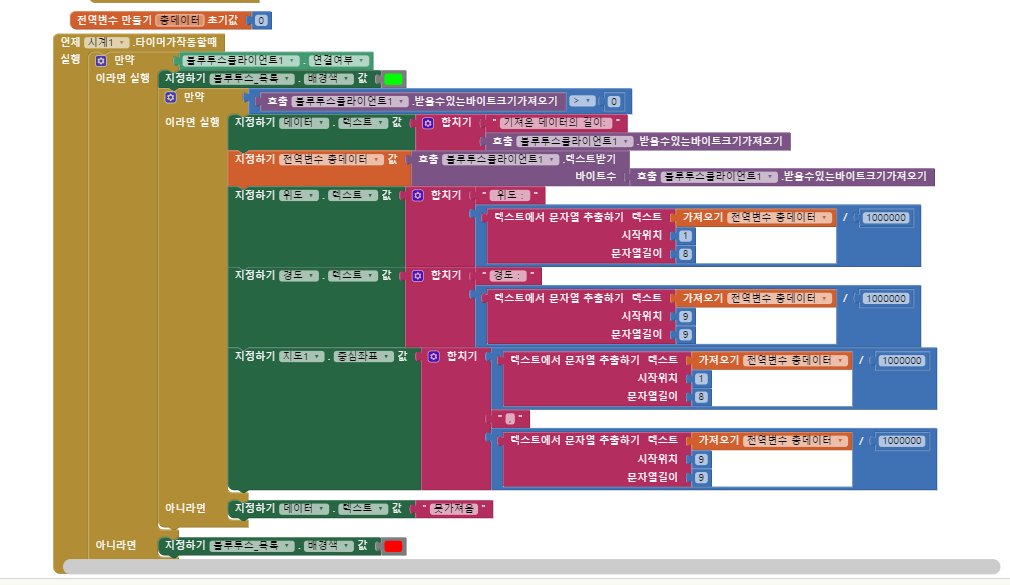 전역변수 만들기 총데이터 초기값 0
언제 시계1 .타이머가작동할때
실행 만약 블루투스클라이언트1 . 연결여부
이라면 실행 지정하기 블루투스_목록 . 배경색 값
만약 호출 블루투스클라이언트1 .받을수있는바이트크기가져오기 > 0
이라면 실행 지정하기 데이터 . 텍스트 값 합치기 " 기져온 데이터의 길이: "
호출 블루투스클라이언트1 .받을수있는바이트크기가져오기
지정하기 전역변수 총데이터 값 호출 블루투스클라이언트1 .텍스트받기
바이트수 호출 블루투스클라이언트1 .받을수있는바이트크기가져오기
지정하기 위도 . 텍스트 값 합치기 " 위도 : "
텍스트에서 문자열 추출하기 텍스트 가져오기 전역변수 총데이터 / 1000000
시작위치 1
문자열길이 8
지정하기 경도 . 텍스트 값 합치기 " 경도 : "
텍스트에서 문자열 추출하기 텍스트 가져오기 전역변수 총데이터 / 1000000
시작위치 9
문자열길이 9
지정하기 지도1 . 중심좌표 값 합치기 텍스트에서 문자열 추출하기 텍스트 가져오기 전역변수 총데이터 / 1000000
시작위치 1
문자열길이 8
" , "
텍스트에서 문자열 추출하기 텍스트 가져오기 전역변수 총데이터 / 1000000
시작위치 9
문자열길이 9
아니라면 지정하기 데이터 . 텍스트 값 " 못가져옴 "
아니라면 지정하기 블루투스_목록 . 배경색 값